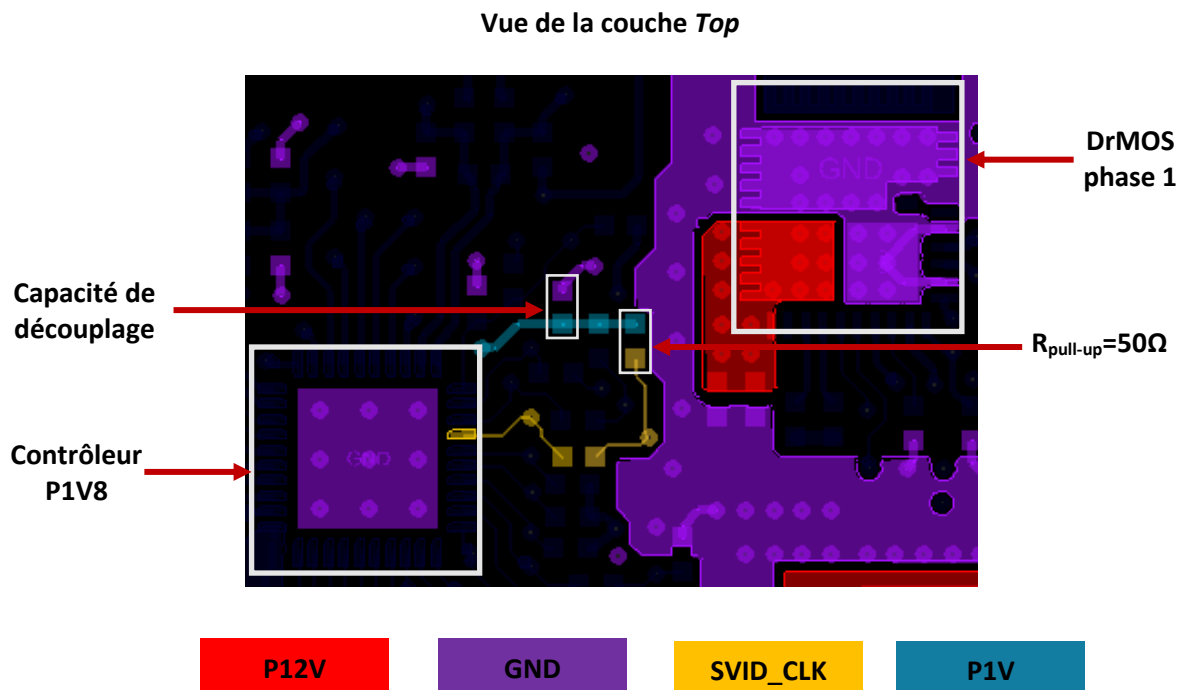 Vue de la couche Top
DrMOS
phase 1
GND
Capacité de
découplage
Rpull-up=50Ω
Contrôleur
P1V8
GND
P12V
GND
SVID_CLK
P1V